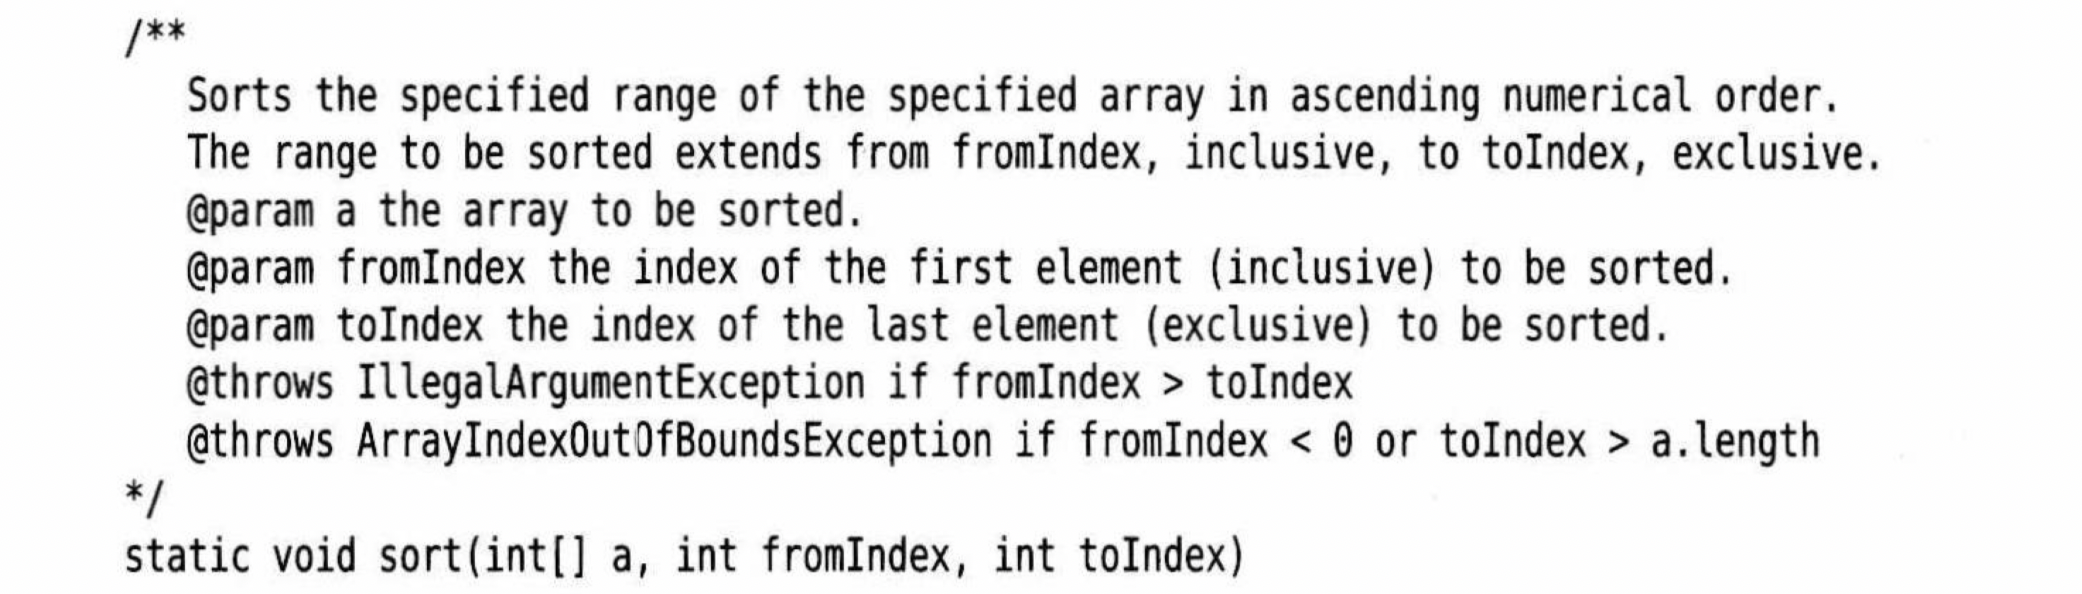 /**
Sorts the specified range of the specified array in ascending numerical order.
The range to be sorted extends from fromIndex, inclusive, to toIndex, exclusive.
@param a the array to be sorted.
@param fromIndex the index of the first element (inclusive) to be sorted.
@param toIndex the index of the last element (exclusive) to be sorted.
@throws IllegalArgumentException if fromIndex > toIndex
@throws ArrayIndexOutOfBoundsException if fromIndex < 0 or toIndex > a.length
*/
static void sort(int[] a, int fromIndex, int toIndex)